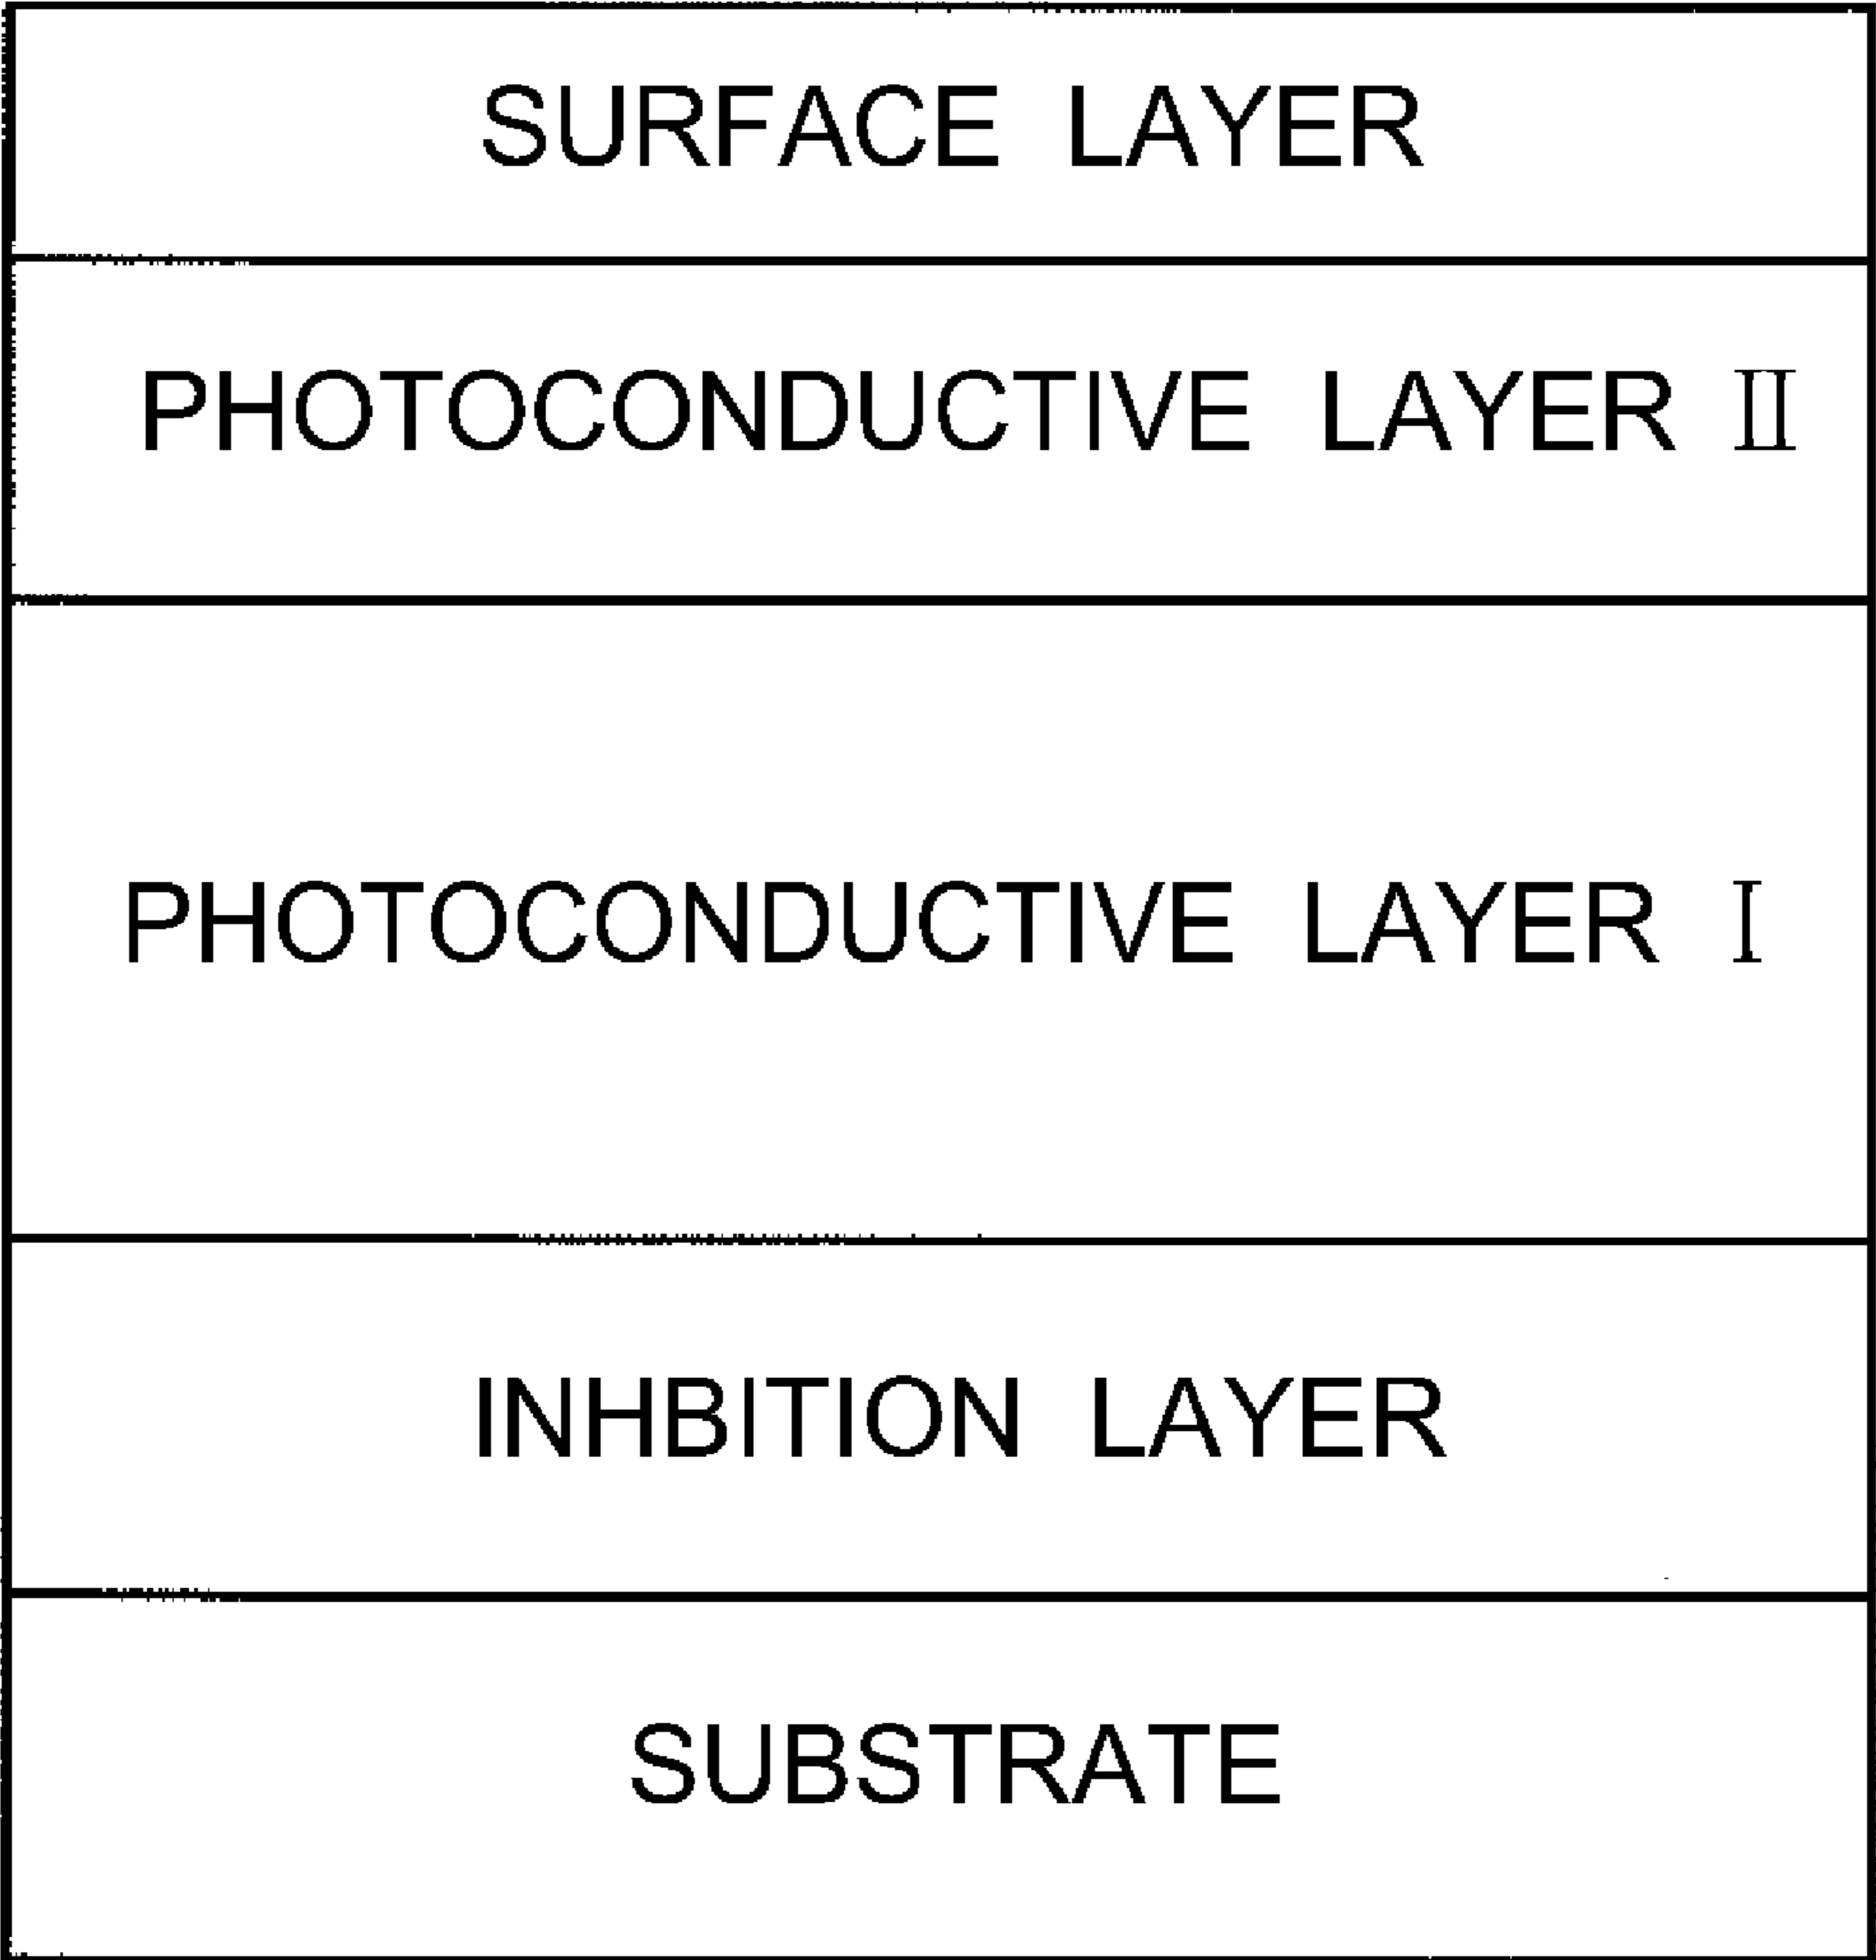 SURFACE LAYER
PHOTOCONDUCTIVE LAYER Ⅱ
PHOTOCONDUCTIVE LAYER Ⅰ
INHBITION LAYER
SUBSTRATE